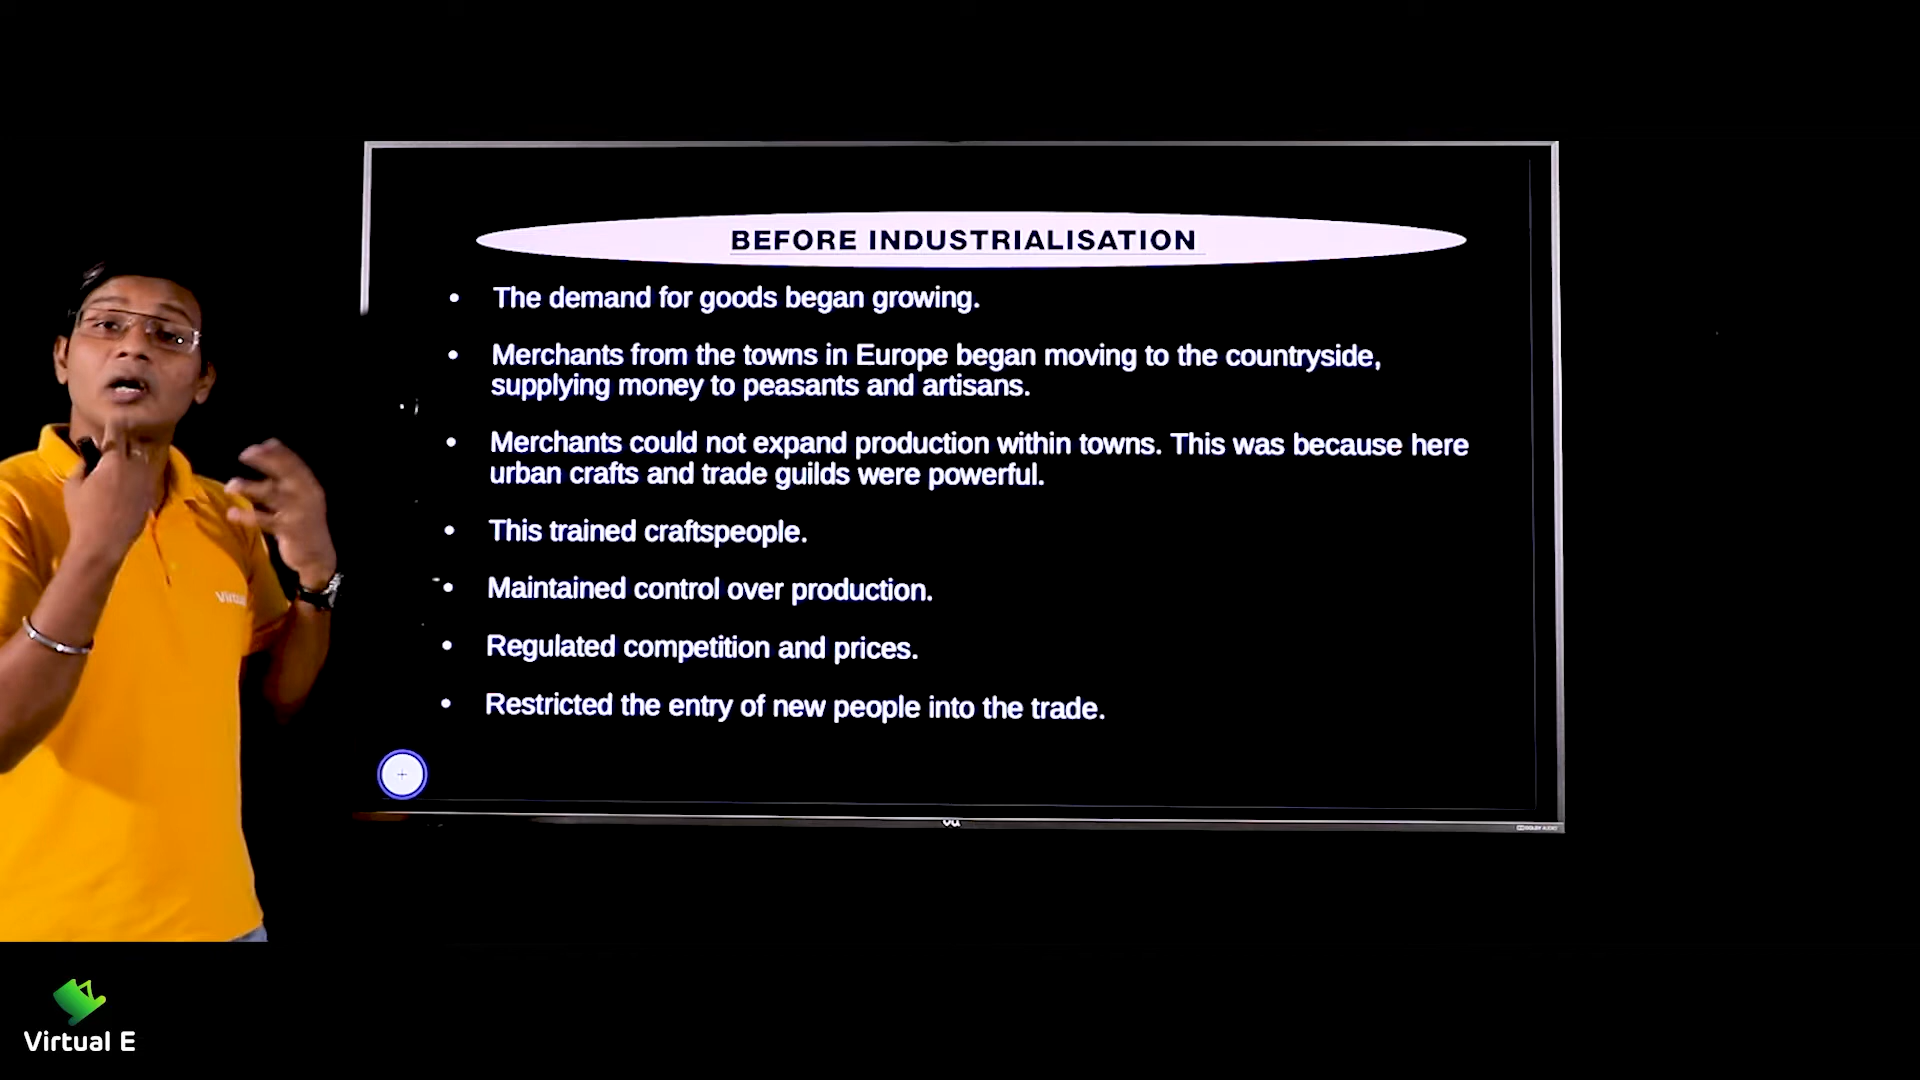 BEFORE INDUSTRIALISATION
• The demand for goods began growing.
• Merchants from the towns in Europe began moving to the countryside,
supplying money to peasants and artisans.
• Merchants could not expand production within towns. This was because here
urban crafts and trade guilds were powerful.
• This trained craftspeople.
• Maintained control over production.
• Regulated competition and prices.
• Restricted the entry of new people into the trade.
Virtual E